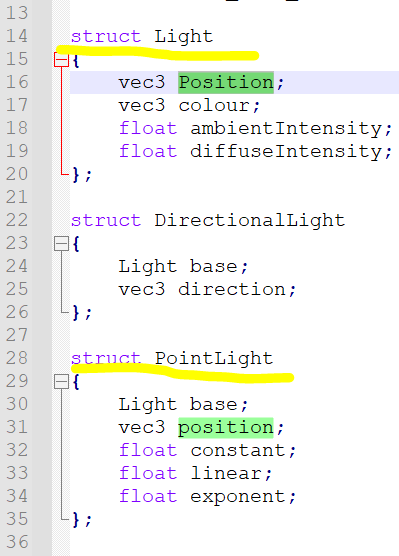 13
14 struct Light
15 {
16 vec3 Position;
17 vec3 colour;
18 float ambientIntensity;
19 float diffuseIntensity;
20 };
21
22 struct DirectionalLight
23 {
24 Light base;
25 vec3 direction;
26 };
27
28 struct PointLight
29 {
30 Light base;
31 vec3 position;
32 float constant;
33 float linear;
34 float exponent;
35 };
36